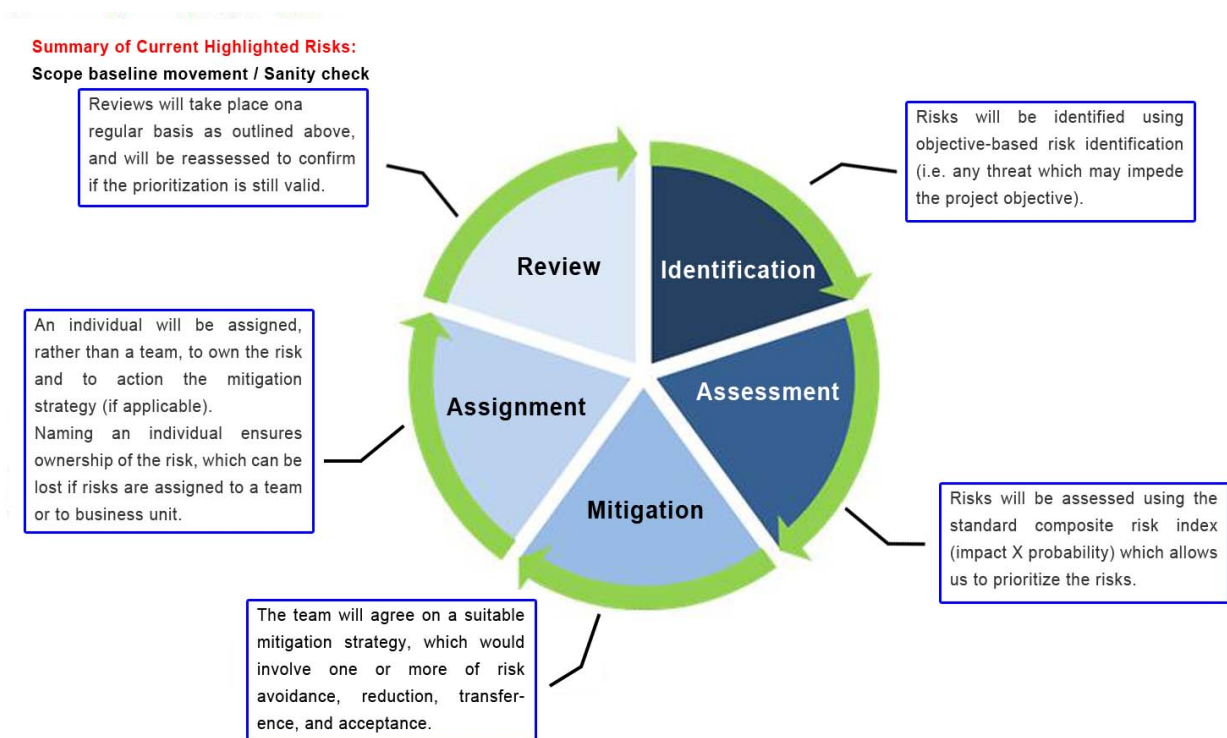 Summary of Current Highlighted Risks:
Scope baseline movement / Sanity check
Reviews will take place ona
regular basis as outlined above,
and will be reassessed to confirm
if the prioritization is still valid.
Risks will be identified using
objective-based risk identification
(i.e. any threat which may impede
the project objective).
Review
Identification
An individual will be assigned,
rather than a team, to own the risk
and to action the mitigation
strategy (if applicable).
Naming an individual ensures
ownership of the risk, which can be
lost if risks are assigned to a team
or to business unit.
Assignment
Assessment
Mitigation
Risks will be assessed using the
standard composite risk index
(impact X probability) which allows
us to prioritize the risks.
The team will agree on a suitable
mitigation strategy, which would
involve one or more of risk
avoidance, reduction, transfer-
ence, and acceptance.